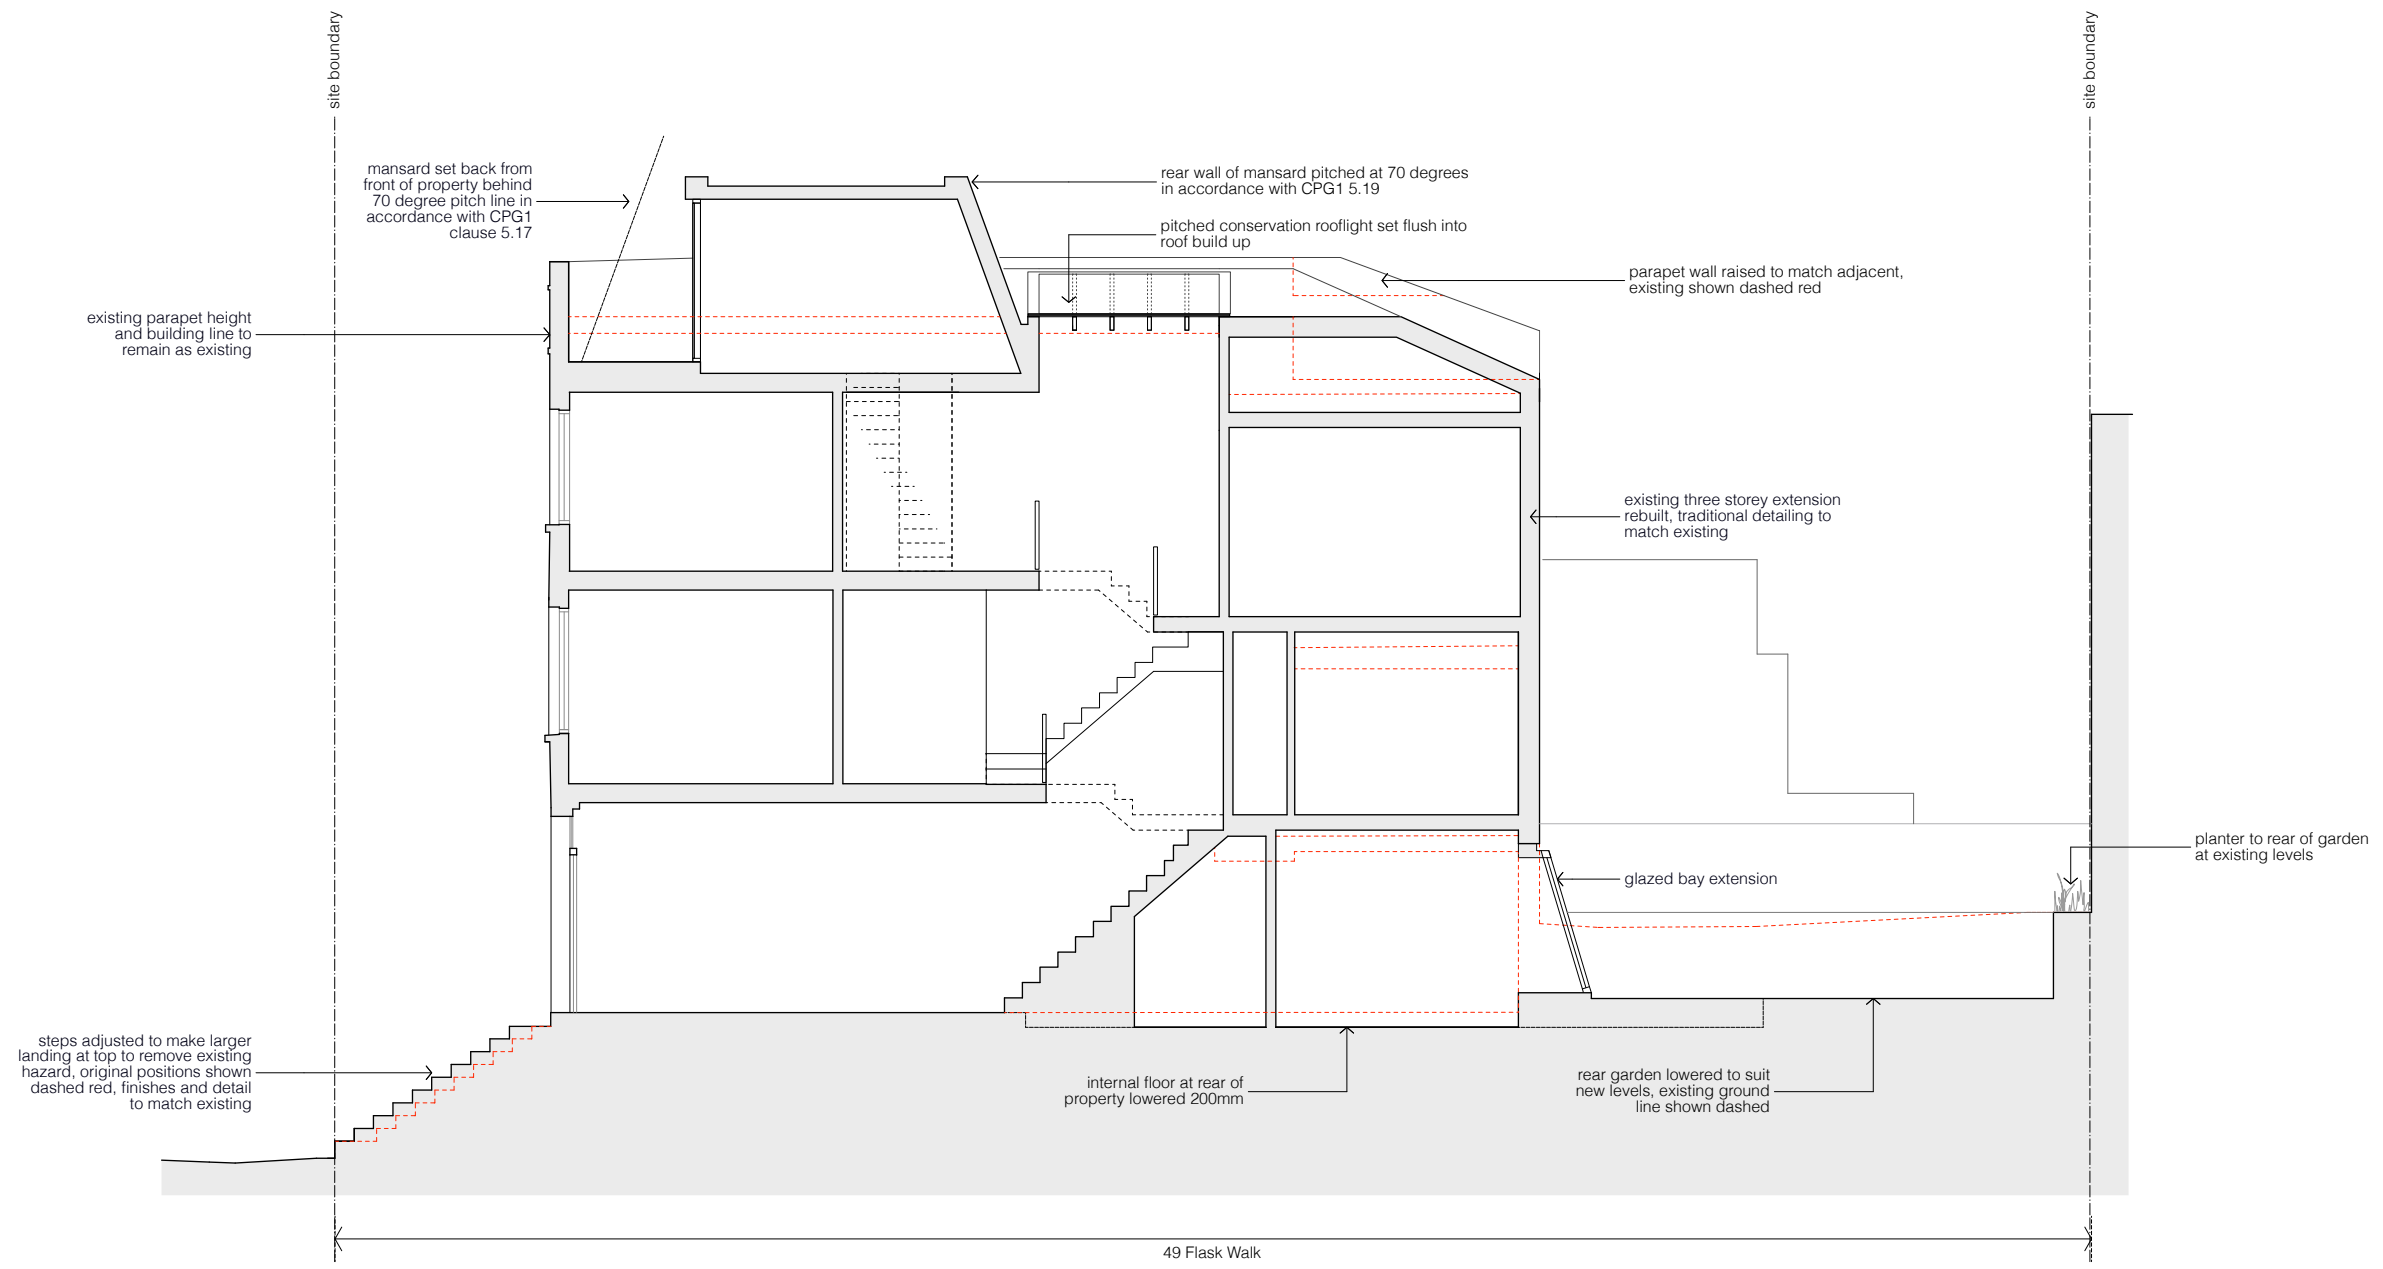 site boundary
site boundary
mansard set back from
front of property behind
70 degree pitch line in
accordance with CPG1
clause 5.17
rear wall of mansard pitched at 70 degrees
in accordance with CPG1 5.19
pitched conservation rooflight set flush into
roof build up
parapet wall raised to match adjacent,
existing shown dashed red
existing parapet height
and building line to
remain as existing
existing three storey extension
rebuilt, traditional detailing to
match existing
planter to rear of garden
at existing levels
glazed bay extension
steps adjusted to make larger
landing at top to remove existing
hazard, original positions shown
dashed red, finishes and detail
to match existing
internal floor at rear of
property lowered 200mm
rear garden lowered to suit
new levels, existing ground
line shown dashed
49 Flask Walk